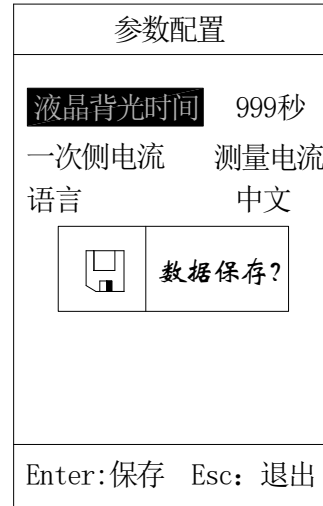 参数配置
液晶背光时间 999秒
一次侧电流 测量电流
语言 中文
数据保存?
Enter:保存 Esc: 退出